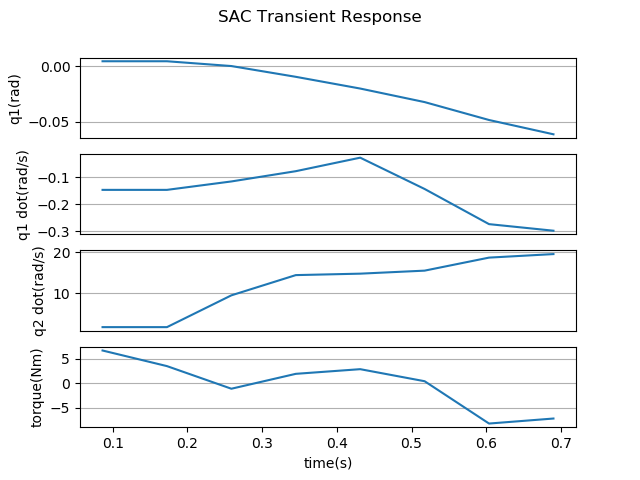 SAC Transient Response
q1(rad)
0.00
−0.05
q1 dot(rad/s)
−0.1
−0.2
−0.3
q2 dot(rad/s)
20
10
torque(Nm)
5
0
−5
0.1 0.2 0.3 0.4 0.5 0.6 0.7
time(s)